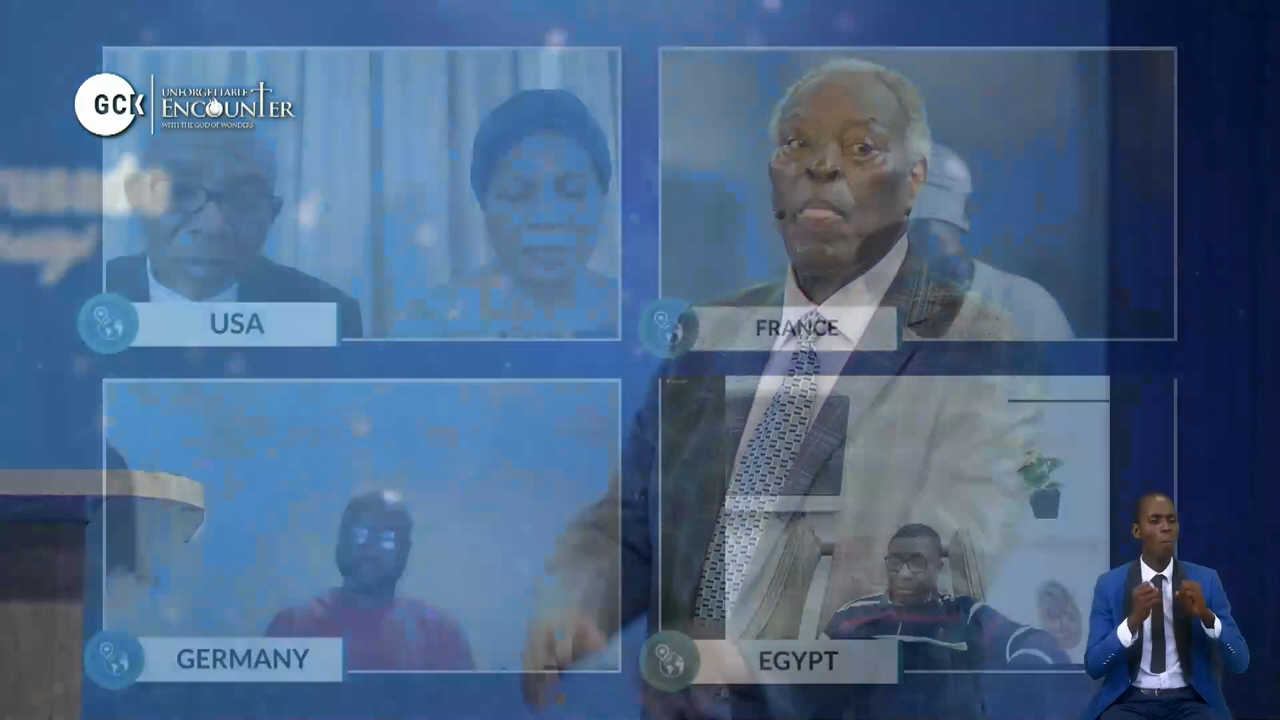 GCK
UNFORGETTABLE
ENCOUNTER
WITH THE GOD OF WONDERS
USA
FRANCE
GERMANY
EGYPT